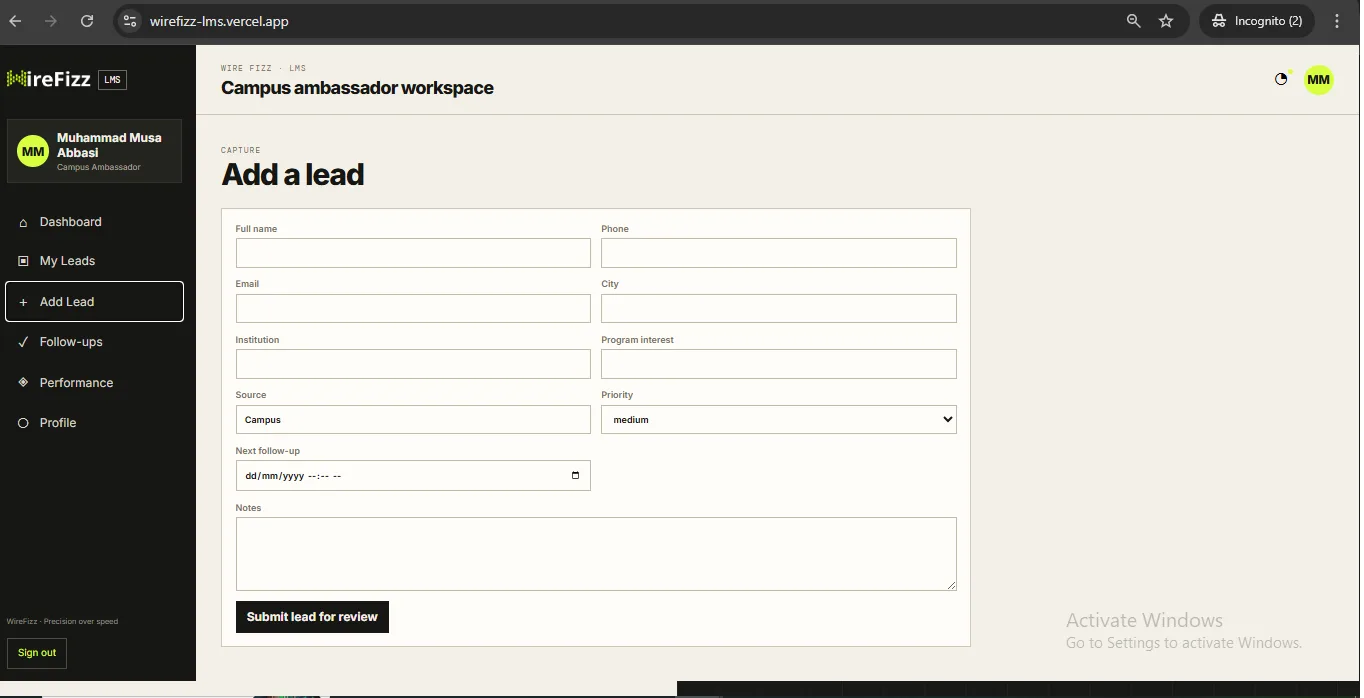 wirefizz-lms.vercel.app
Incognito (2)
WireFizz LMS
MM
Muhammad Musa
Abbasi
Campus Ambassador
Dashboard
My Leads
+ Add Lead
Follow-ups
Performance
Profile
WireFizz · Precision over speed
Sign out
WIRE FIZZ · LMS
Campus ambassador workspace
MM
CAPTURE
Add a lead
Full name
Phone
Email
City
Institution
Program interest
Source
Campus
Priority
medium
Next follow-up
dd/mm/yyyy --:-- --
Notes
Submit lead for review
Activate Windows
Go to Settings to activate Windows.